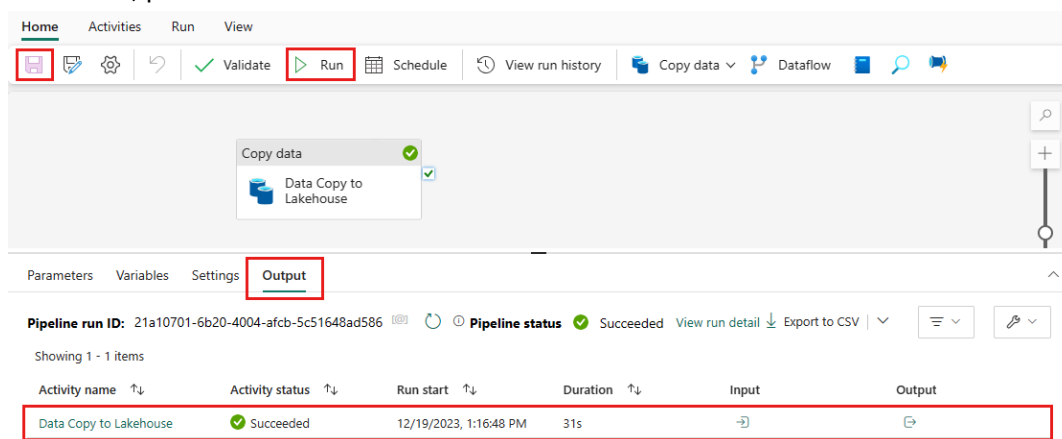 Home Activities Run View
Validate Run Schedule View run history Copy data Dataflow
Copy data
Data Copy to
Lakehouse
Parameters Variables Settings Output
Pipeline run ID: 21a10701-6b20-4004-afcb-5c51648ad586 [@] Pipeline status Succeeded View run detail Export to CSV
Showing 1 - 1 items
Activity name Activity status Run start Duration Input Output
Data Copy to Lakehouse Succeeded 12/19/2023, 1:16:48 PM 31s